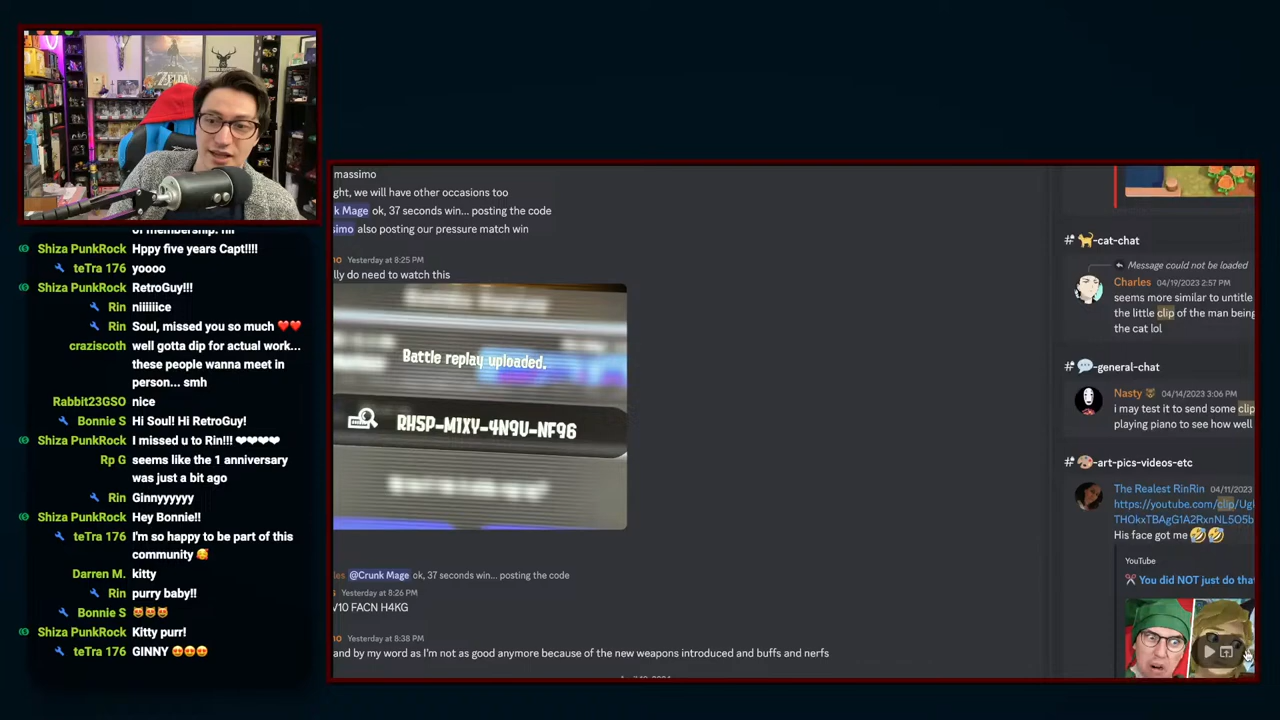 ZELDA
of membership. hii
Shiza PunkRock Hppy five years Capt!!!!
teTra 176 yoooo
Shiza PunkRock RetroGuy!!!
Rin niiiiiice
Rin Soul, missed you so much ❤️❤️
craziscoth well gotta dip for actual work...
these people wanna meet in
person... smh
Rabbit23GSO nice
Bonnie S Hi Soul! Hi RetroGuy!
Shiza PunkRock I missed u to Rin!!! ❤❤❤❤
Rp G seems like the 1 anniversary
was just a bit ago
Rin Ginnyyyyyy
Shiza PunkRock Hey Bonnie!!
teTra 176 I'm so happy to be part of this
community 🥰
Darren M. kitty
Rin purry baby!!
Bonnie S 😻😻😻
Shiza PunkRock Kitty purr!
teTra 176 GINNY 😍😍😍
massimo
ght, we will have other occasions too
k Mage ok, 37 seconds win... posting the code
simo also posting our pressure match win
no Yesterday at 8:25 PM
lly do need to watch this
Battle replay uploaded.
RH5P-M1XY-4N9U-NF96
les @Crunk Mage ok, 37 seconds win... posting the code
s Yesterday at 8:26 PM
V10 FACN H4KG
no Yesterday at 8:38 PM
and by my word as I'm not as good anymore because of the new weapons introduced and buffs and nerfs
# 🐈-cat-chat
Message could not be loaded
Charles 04/19/2023 2:57 PM
seems more similar to untitle
the little clip of the man being
the cat lol
# 💬-general-chat
Nasty 04/14/2023 3:06 PM
i may test it to send some clip
playing piano to see how well
# 🎨-art-pics-videos-etc
The Realest RinRin 04/11/2023
https://youtube.com/clip/Ug
THOkxTBAgG1A2RxnNL5O5b
His face got me 🤣🤣
YouTube
✂️ You did NOT just do tha